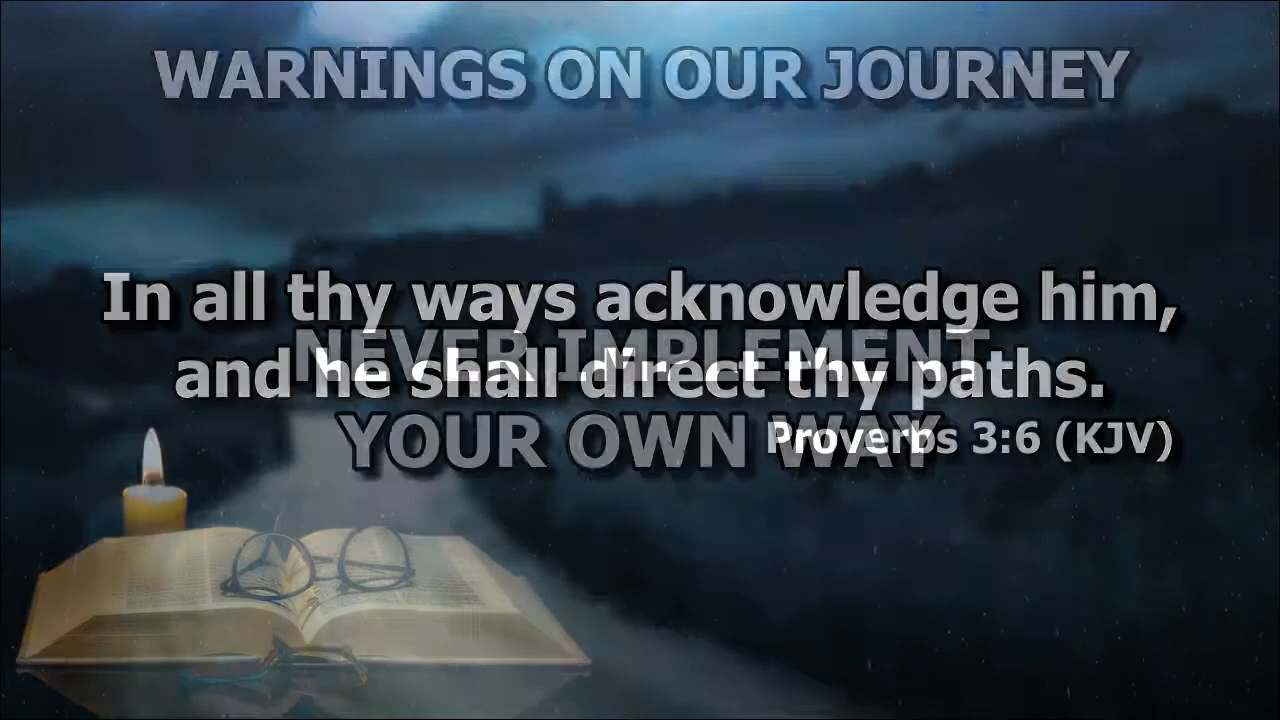 WARNINGS ON OUR JOURNEY
In all thy ways acknowledge him,
and he shall direct thy paths.
Proverbs 3:6 (KJV)
NEVER IMPLEMENT
YOUR OWN WAY